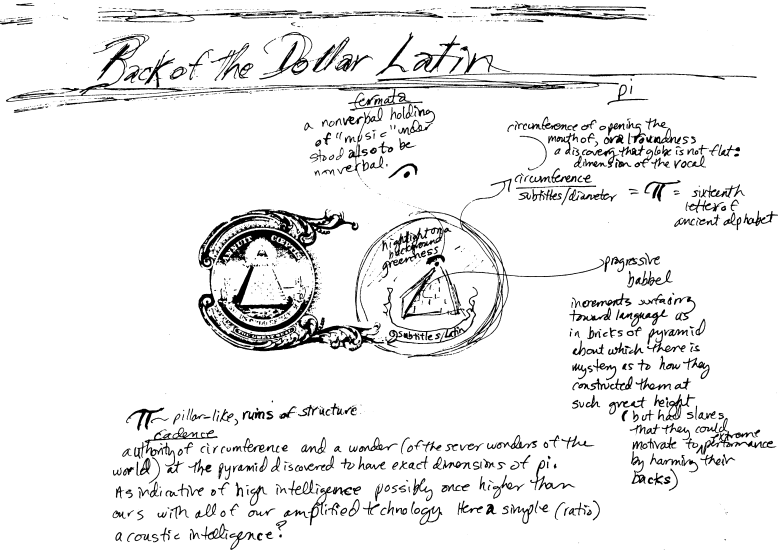 Back of the Dollar Latin
fermata
a nonverbal holding
of "music" under
stood also to be
nonverbal.
pi
circumference of opening the
mouth of, oral roundness
a discovery that globe is not flat:
dimension of the vocal
circumference
subtitles/diameter = π = sixteenth
letter of
ancient alphabet
highlight on a
background
greenness
ANNUIT COEPTIS
subtitles/Latin
progressive
babbel
increments surfacing
toward language as
in bricks of pyramid
about which there is
mystery as to how they
constructed them at
such great height
(but had slaves
that they could
motivate to extreme performance
by harming their
backs)
π ~ pillar-like, ruins of structure
cadence
authority of circumference and a wonder (of the sever wonders of the
world) at the pyramid discovered to have exact dimensions of pi.
As indicative of high intelligence possibly once higher than
ours with all of our amplified technology. Here a simple (ratio)
acoustic intelligence?